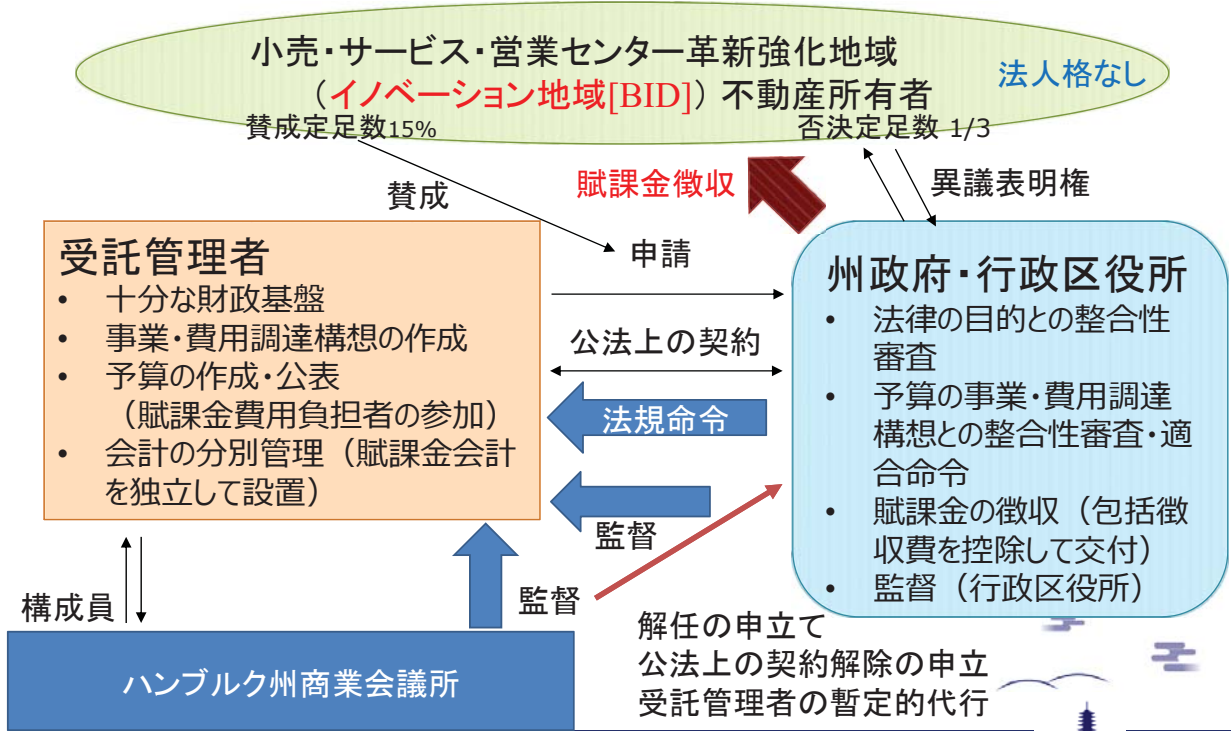 小売・サービス・営業センター革新強化地域
（イノベーション地域[BID]）不動産所有者
法人格なし
賛成定足数15%
否決定足数 1/3
賛成
賦課金徴収
異議表明権
申請
受託管理者
• 十分な財政基盤
• 事業・費用調達構想の作成
• 予算の作成・公表
（賦課金費用負担者の参加）
• 会計の分別管理（賦課金会計
を独立して設置）
公法上の契約
法規命令
監督
州政府・行政区役所
• 法律の目的との整合性
審査
• 予算の事業・費用調達
構想との整合性審査・適
合命令
• 賦課金の徴収（包括徴
収費を控除して交付）
• 監督（行政区役所）
構成員
監督
ハンブルク州商業会議所
解任の申立て
公法上の契約解除の申立
受託管理者の暫定的代行